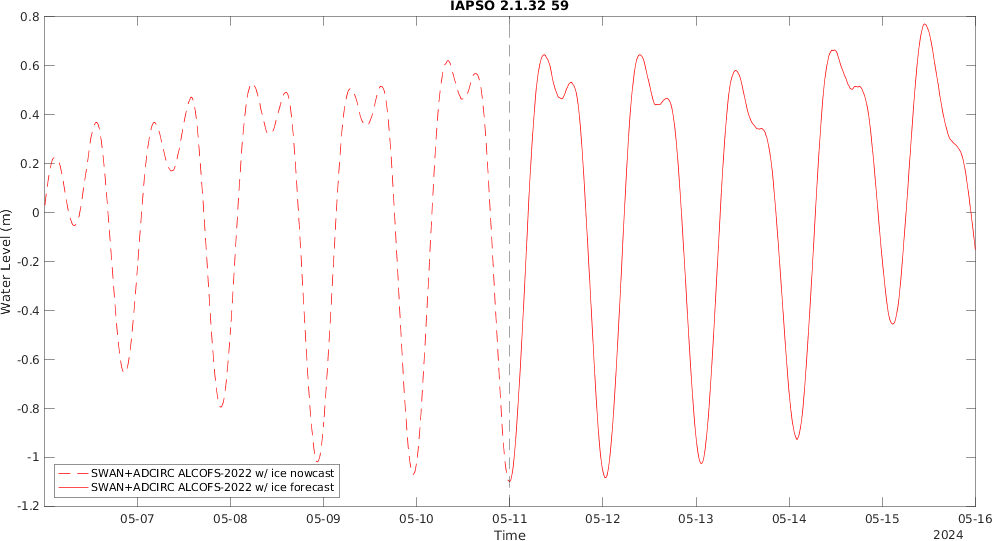 IAPSO 2.1.32 59
0.8
0.6
0.4
0.2
0
-0.2
-0.4
-0.6
-0.8
-1
-1.2
Water Level (m)
SWAN+ADCIRC ALCOFS-2022 w/ ice nowcast
SWAN+ADCIRC ALCOFS-2022 w/ ice forecast
05-07 05-08 05-09 05-10 05-11 05-12 05-13 05-14 05-15 05-16
Time
2024